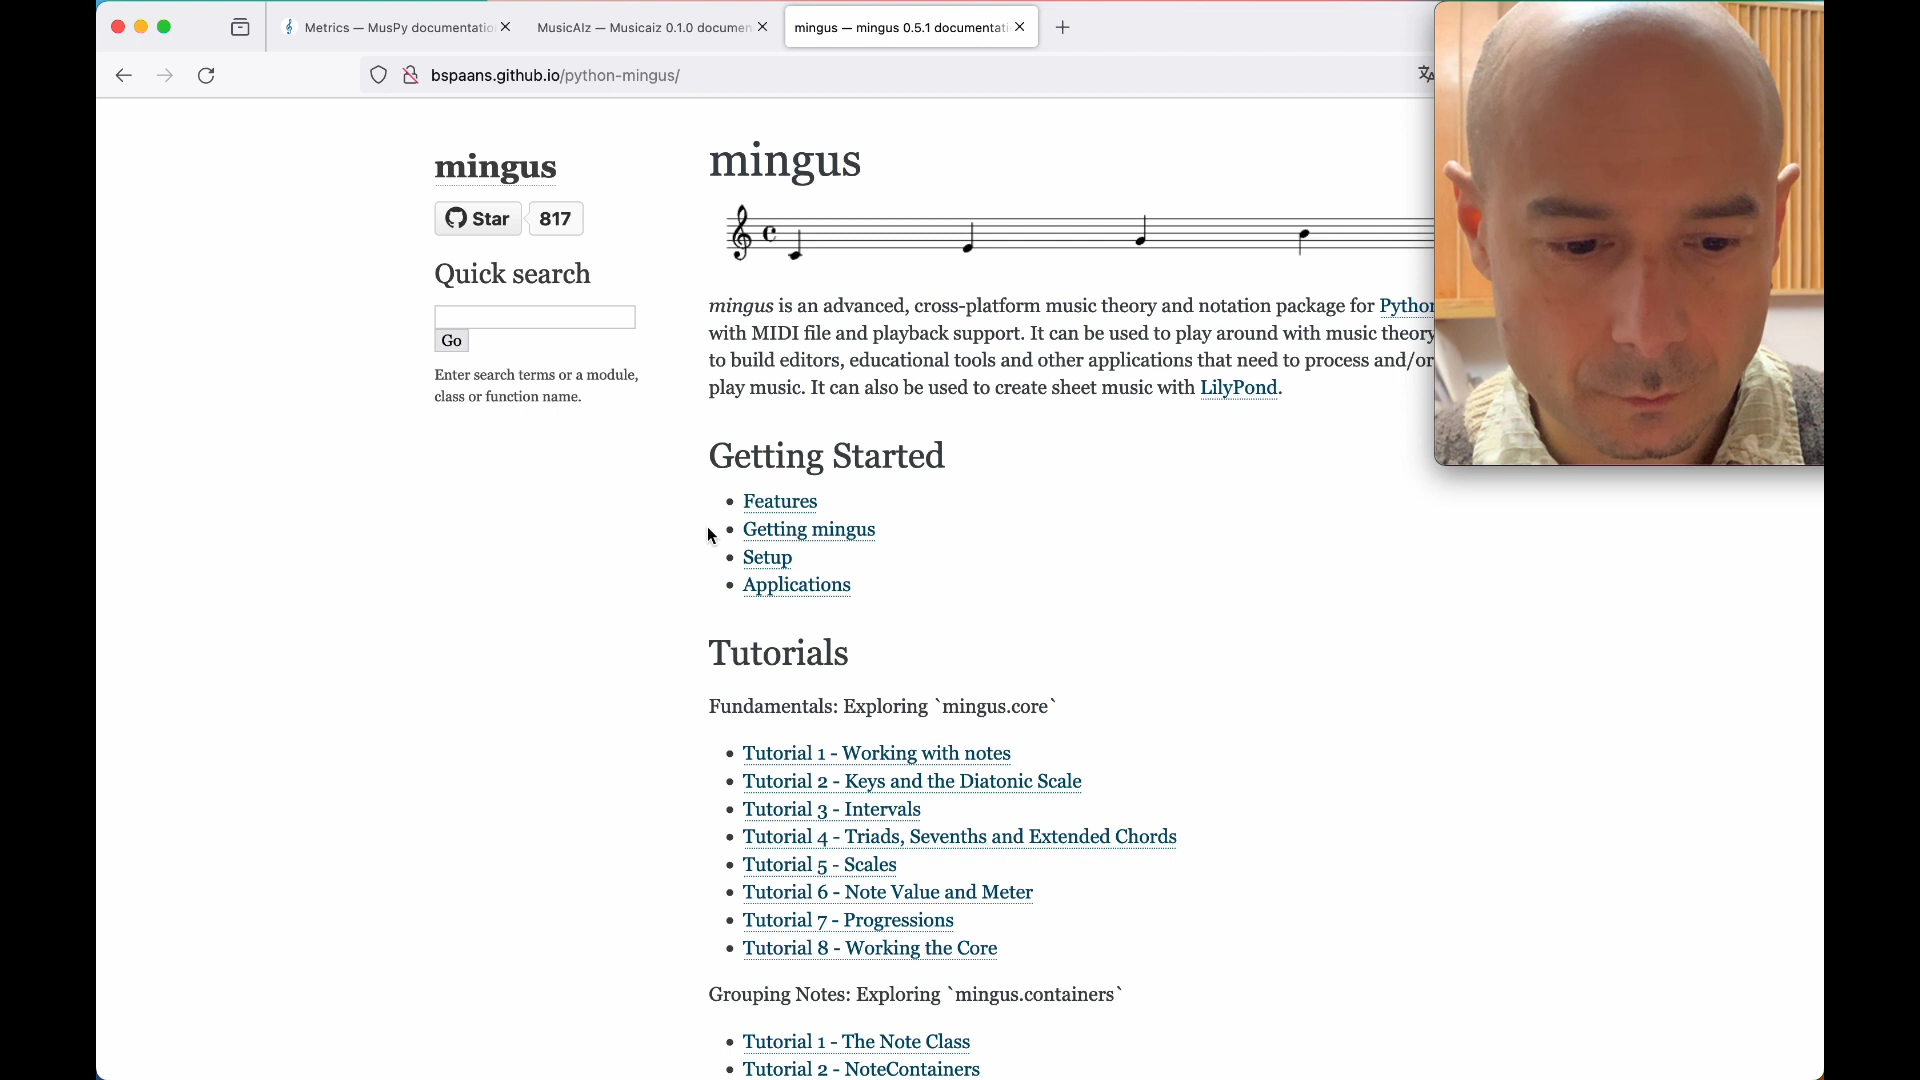 Metrics — MusPy documentatio
MusicAIz — Musicaiz 0.1.0 documen
mingus — mingus 0.5.1 documentati
bspaans.github.io/python-mingus/
mingus
Star 817
Quick search
Go
Enter search terms or a module,
class or function name.
mingus
mingus is an advanced, cross-platform music theory and notation package for Python
with MIDI file and playback support. It can be used to play around with music theory
to build editors, educational tools and other applications that need to process and/or
play music. It can also be used to create sheet music with LilyPond.
Getting Started
Features
Getting mingus
Setup
Applications
Tutorials
Fundamentals: Exploring `mingus.core`
Tutorial 1 - Working with notes
Tutorial 2 - Keys and the Diatonic Scale
Tutorial 3 - Intervals
Tutorial 4 - Triads, Sevenths and Extended Chords
Tutorial 5 - Scales
Tutorial 6 - Note Value and Meter
Tutorial 7 - Progressions
Tutorial 8 - Working the Core
Grouping Notes: Exploring `mingus.containers`
Tutorial 1 - The Note Class
Tutorial 2 - NoteContainers